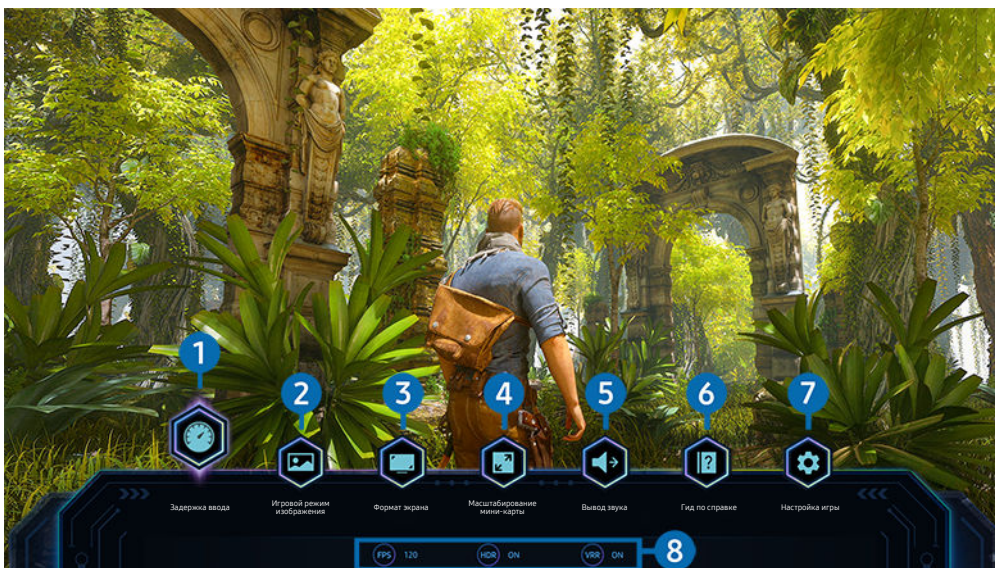 1
2
3
4
5
6
7
Задержка ввода
Игровой режим
изображения
Формат экрана
Масштабирование
мини-карты
Вывод звука
?
Гид по справке
Настройка игры
FPS 120
HDR ON
VRR ON
8